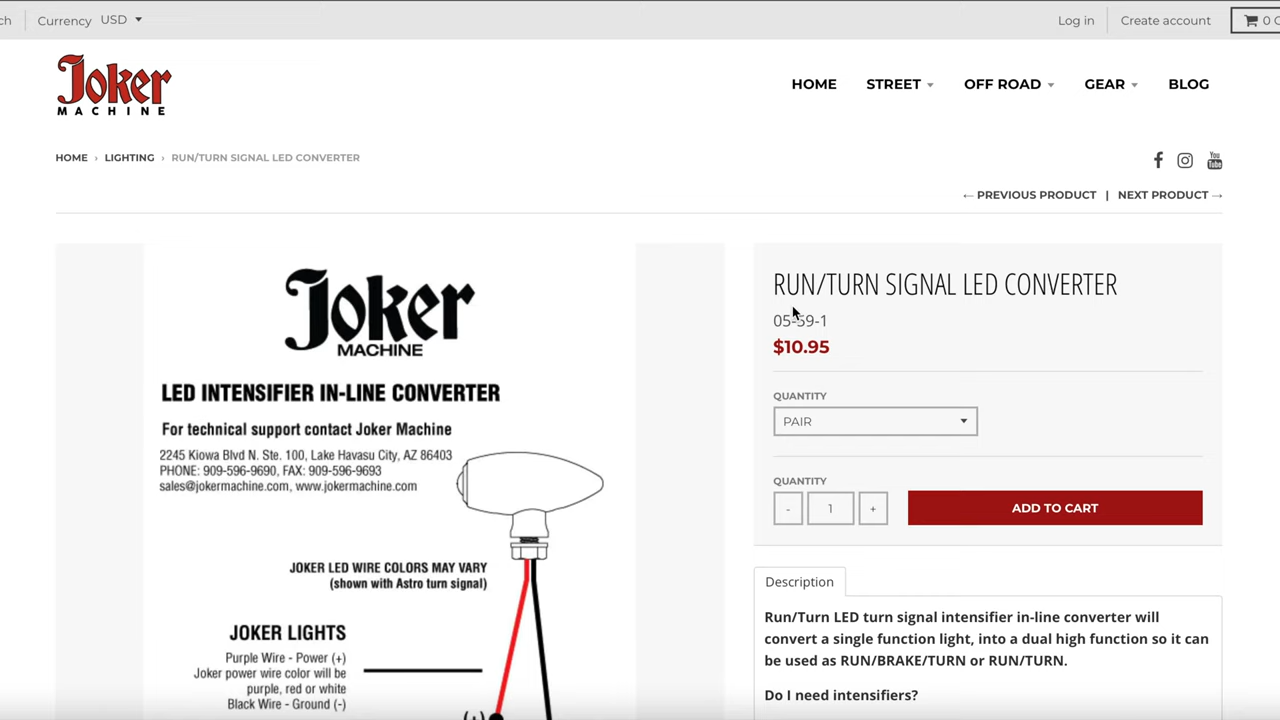 Currency USD
Log in
Create account
0
Joker
MACHINE
HOME
STREET
OFF ROAD
GEAR
BLOG
HOME › LIGHTING › RUN/TURN SIGNAL LED CONVERTER
You
Tube
← PREVIOUS PRODUCT | NEXT PRODUCT →
Joker
MACHINE
LED INTENSIFIER IN-LINE CONVERTER
For technical support contact Joker Machine
2245 Kiowa Blvd N. Ste. 100, Lake Havasu City, AZ 86403
PHONE: 909-596-9690, FAX: 909-596-9693
sales@jokermachine.com, www.jokermachine.com
JOKER LED WIRE COLORS MAY VARY
(shown with Astro turn signal)
JOKER LIGHTS
Purple Wire - Power (+)
Joker power wire color will be
purple, red or white
Black Wire - Ground (-)
RUN/TURN SIGNAL LED CONVERTER
05-59-1
$10.95
QUANTITY
PAIR
QUANTITY
- 1 +
ADD TO CART
Description
Run/Turn LED turn signal intensifier in-line converter will
convert a single function light, into a dual high function so it can
be used as RUN/BRAKE/TURN or RUN/TURN.
Do I need intensifiers?